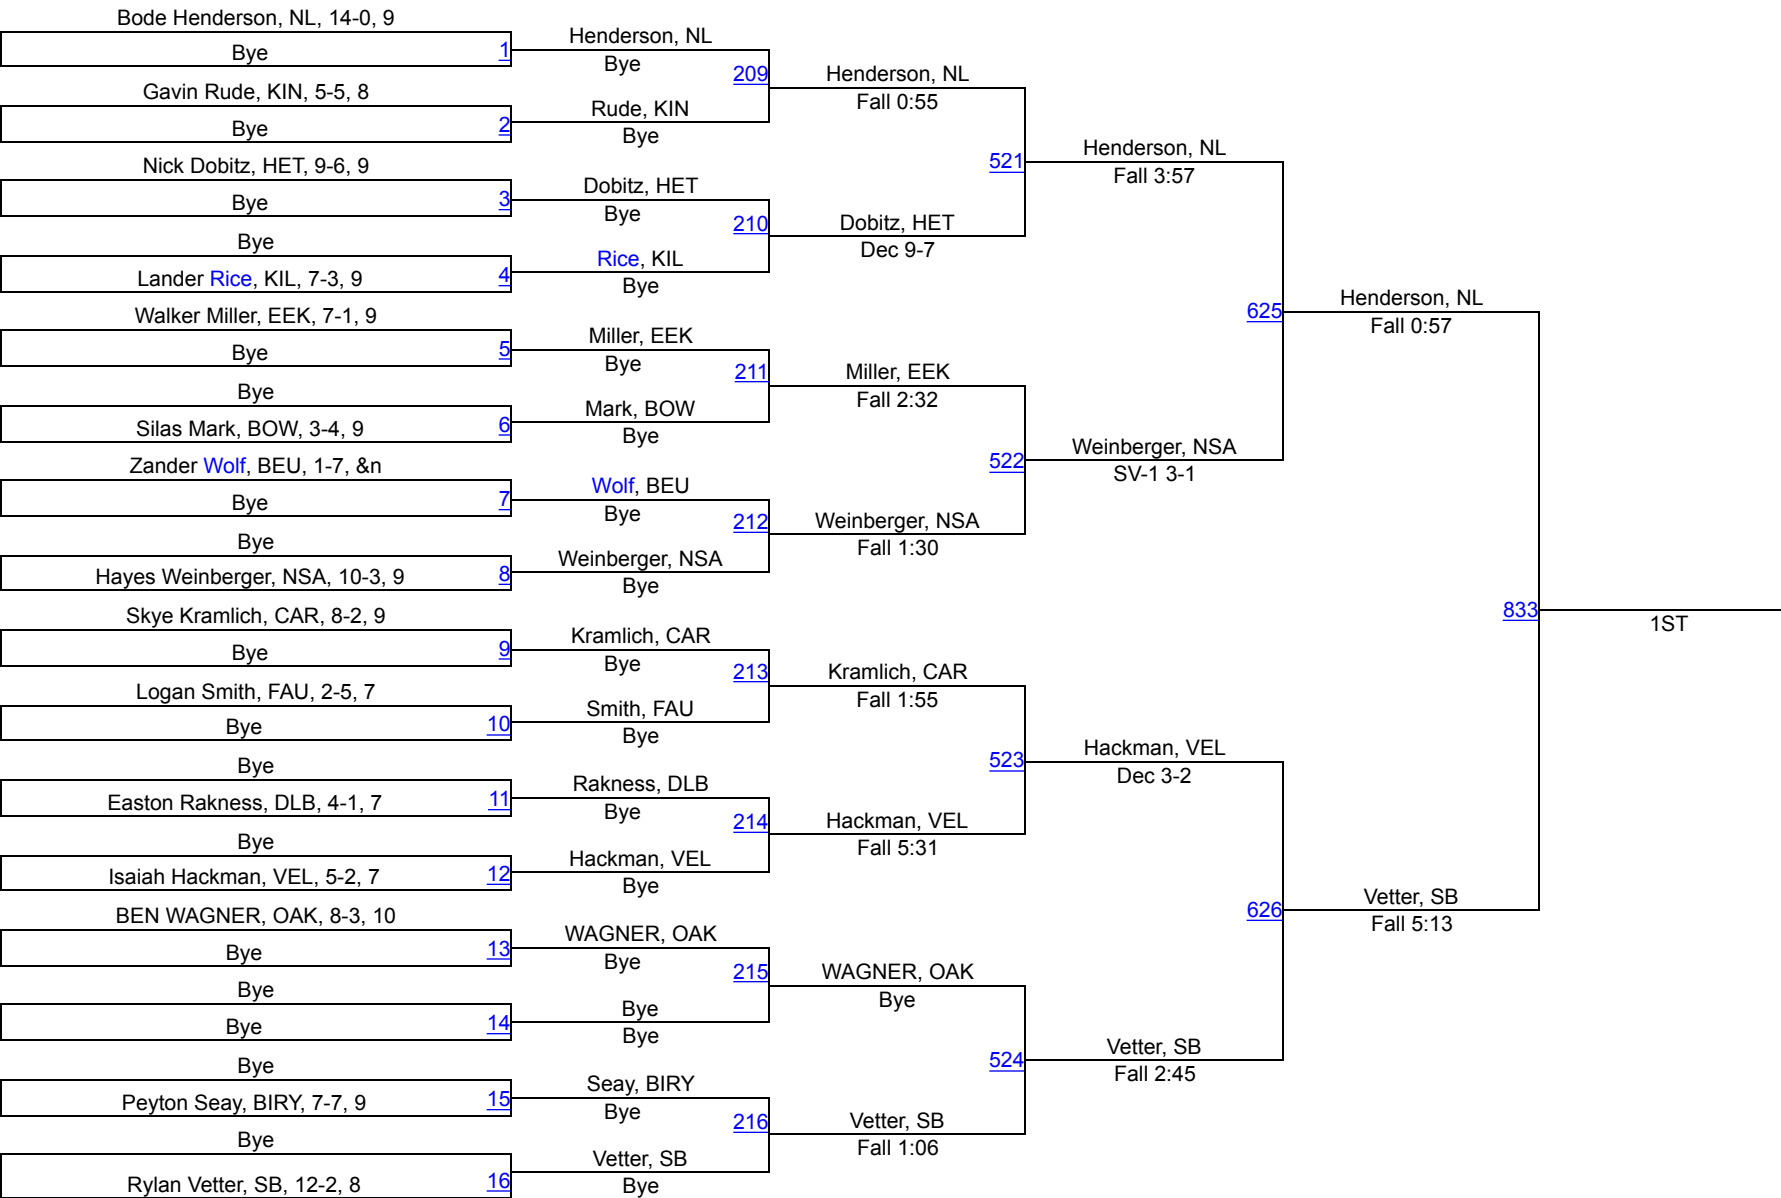 Bode Henderson, NL, 14-0, 9
Bye
1
Gavin Rude, KIN, 5-5, 8
Bye
2
Nick Dobitz, HET, 9-6, 9
Bye
3
Bye
Lander Rice, KIL, 7-3, 9
4
Walker Miller, EEK, 7-1, 9
Bye
5
Bye
Silas Mark, BOW, 3-4, 9
6
Zander Wolf, BEU, 1-7, &n
Bye
7
Bye
Hayes Weinberger, NSA, 10-3, 9
8
Skye Kramlich, CAR, 8-2, 9
Bye
9
Logan Smith, FAU, 2-5, 7
Bye
10
Bye
Easton Rakness, DLB, 4-1, 7
11
Bye
Isaiah Hackman, VEL, 5-2, 7
12
BEN WAGNER, OAK, 8-3, 10
Bye
13
Bye
Bye
14
Bye
Peyton Seay, BIRY, 7-7, 9
15
Bye
Rylan Vetter, SB, 12-2, 8
16
Henderson, NL
Bye
209
Rude, KIN
Bye
Dobitz, HET
Bye
210
Rice, KIL
Bye
Miller, EEK
Bye
211
Mark, BOW
Bye
Wolf, BEU
Bye
212
Weinberger, NSA
Bye
Kramlich, CAR
Bye
213
Smith, FAU
Bye
Rakness, DLB
Bye
214
Hackman, VEL
Bye
WAGNER, OAK
Bye
215
Bye
Bye
Seay, BIRY
Bye
216
Vetter, SB
Bye
Henderson, NL
Fall 0:55
521
Dobitz, HET
Dec 9-7
Miller, EEK
Fall 2:32
522
Weinberger, NSA
Fall 1:30
Kramlich, CAR
Fall 1:55
523
Hackman, VEL
Fall 5:31
WAGNER, OAK
Bye
524
Vetter, SB
Fall 1:06
Henderson, NL
Fall 3:57
625
Weinberger, NSA
SV-1 3-1
Hackman, VEL
Dec 3-2
626
Vetter, SB
Fall 2:45
Henderson, NL
Fall 0:57
833
Vetter, SB
Fall 5:13
1ST